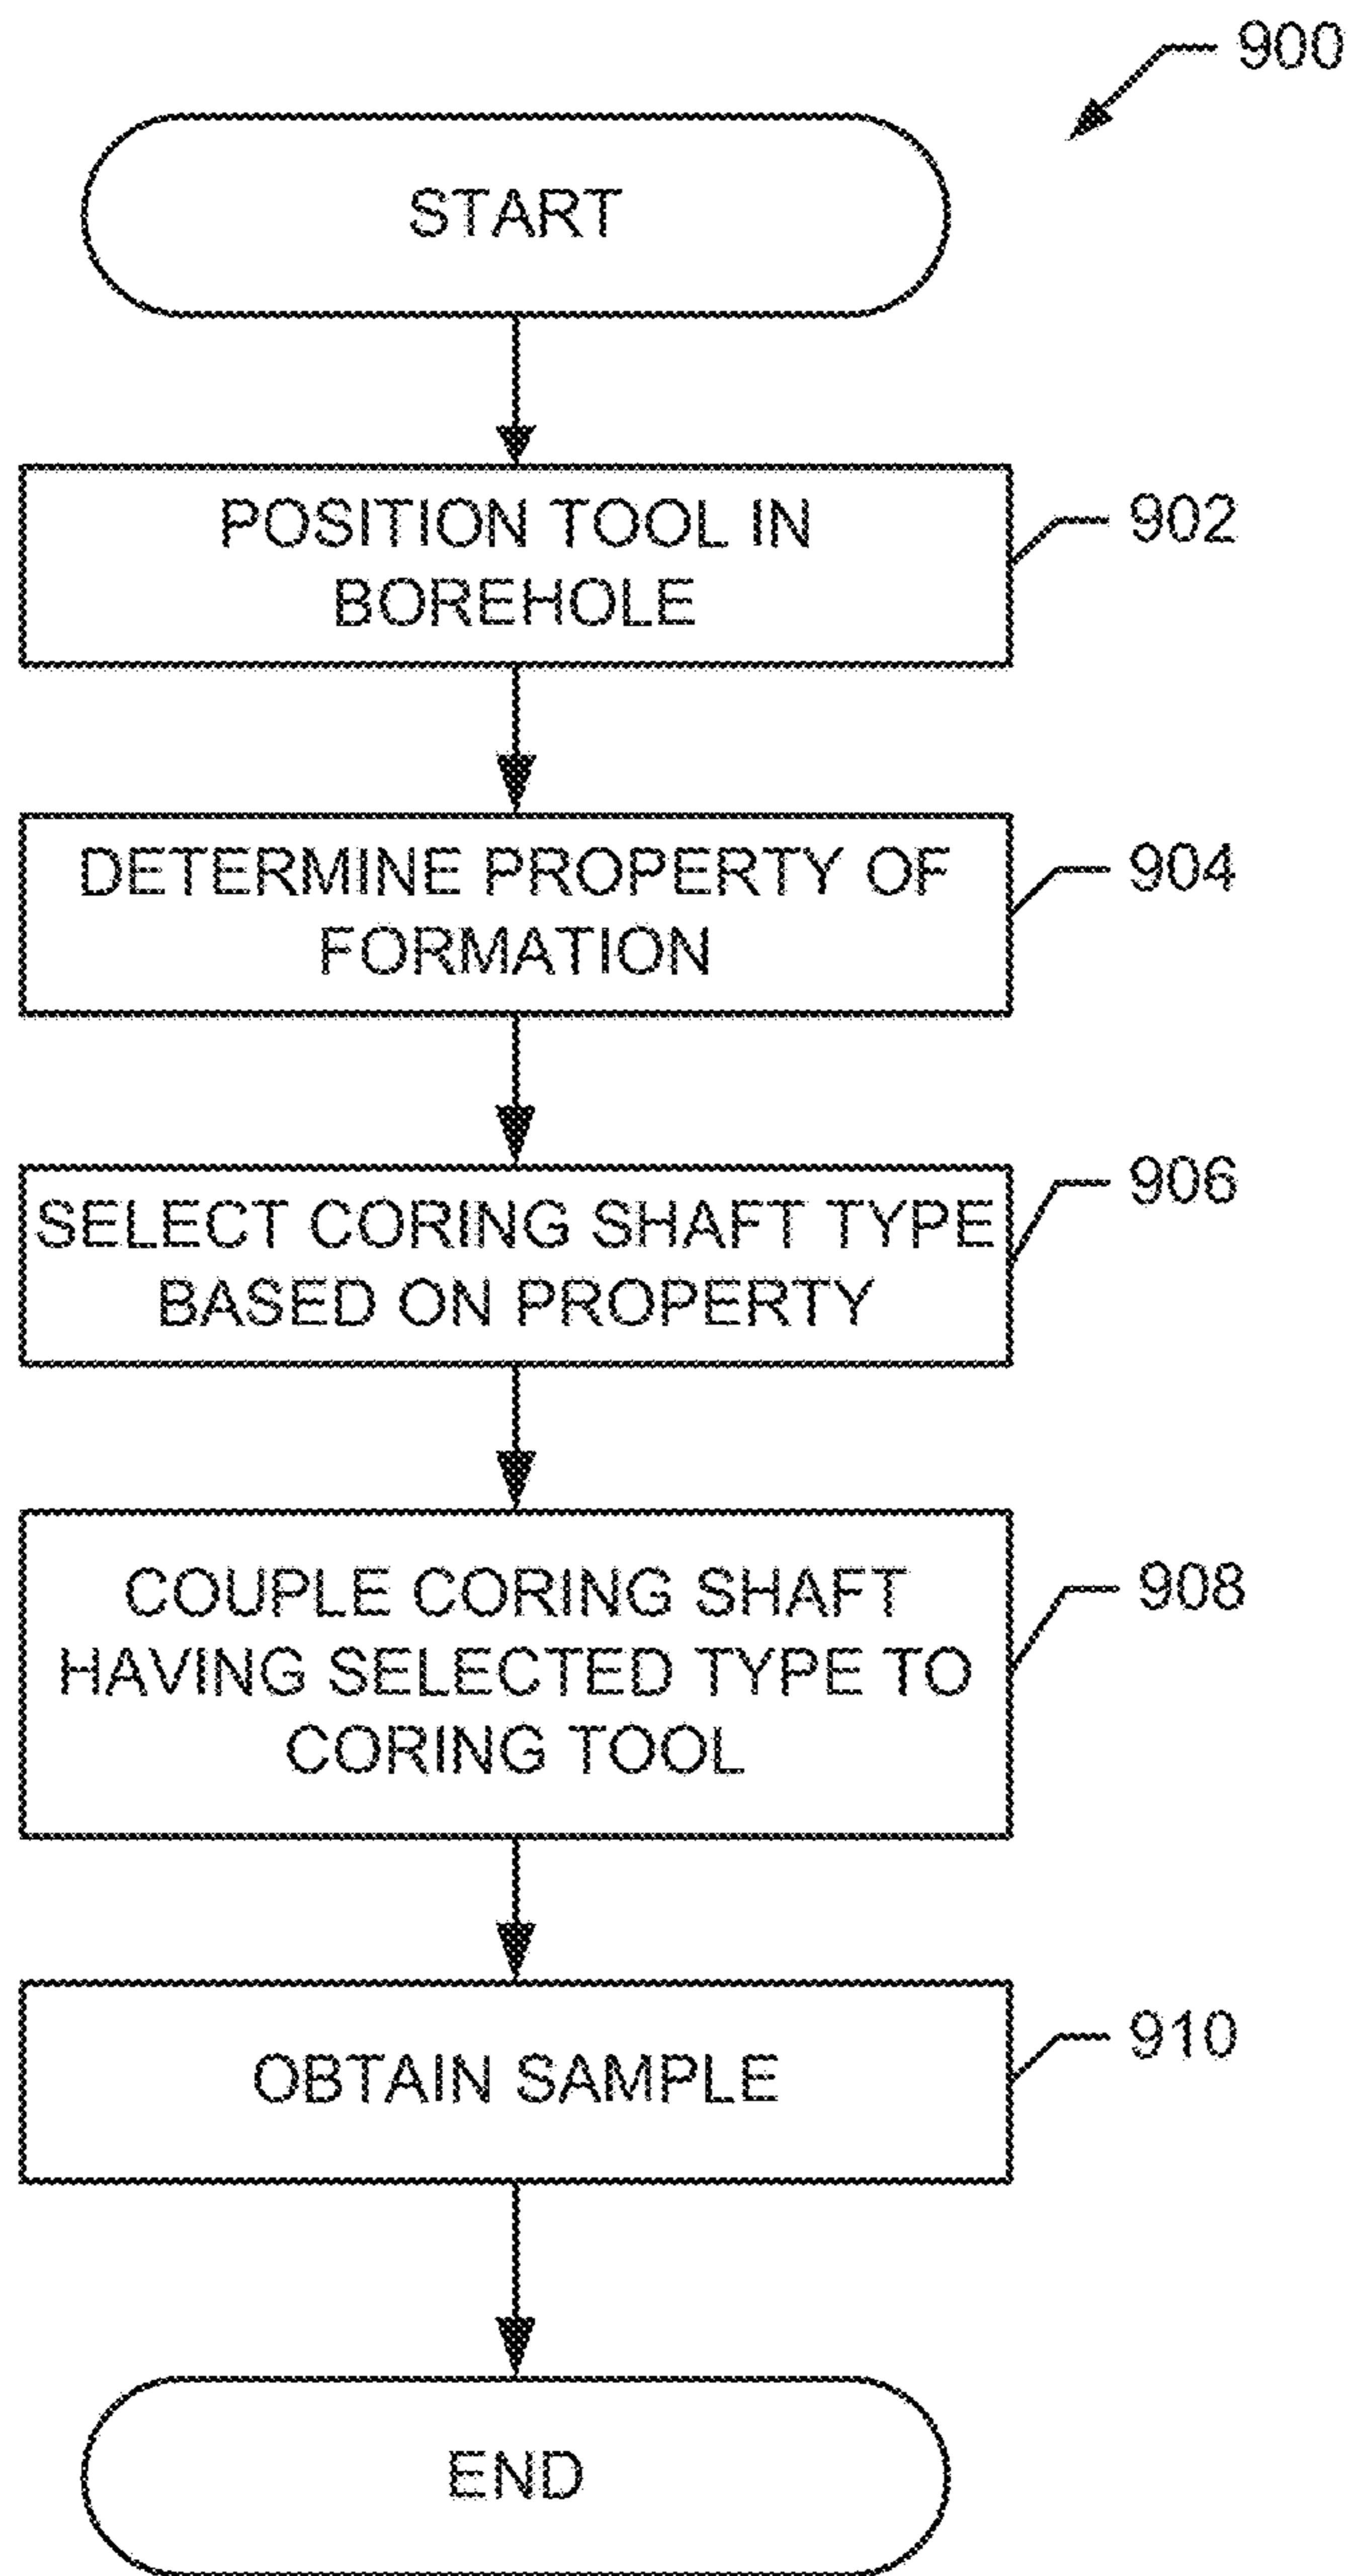 900
START
POSITION TOOL IN
BOREHOLE
902
DETERMINE PROPERTY OF
FORMATION
904
SELECT CORING SHAFT TYPE
BASED ON PROPERTY
906
COUPLE CORING SHAFT
HAVING SELECTED TYPE TO
CORING TOOL
908
OBTAIN SAMPLE
910
END